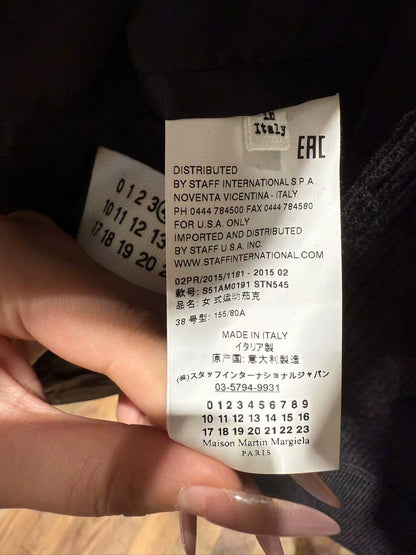 in
Italy
EAC
DISTRIBUTED
BY STAFF INTERNATIONAL S.P.A.
NOVENTA VICENTINA - ITALY
PH 0444 784500 FAX 0444 784580
FOR U.S.A. ONLY
IMPORTED AND DISTRIBUTED
BY STAFF U.S.A. INC.
WWW.STAFFINTERNATIONAL.COM
02PR/2015/1181 - 2015 02
款号: S51AM0191 STN545
品名: 女式运动茄克
38 号型: 155/80A
MADE IN ITALY
イタリア製
原产国: 意大利製造
(株)スタッフインターナショナルジャパン
03-5794-9931
0 1 2 3 4 5 6 7 8 9
10 11 12 13 14 15 16
17 18 19 20 21 22 23
Maison Martin Margiela
PARIS
0 1 2 3 4
10 11 12 13
17 18 19 20 2